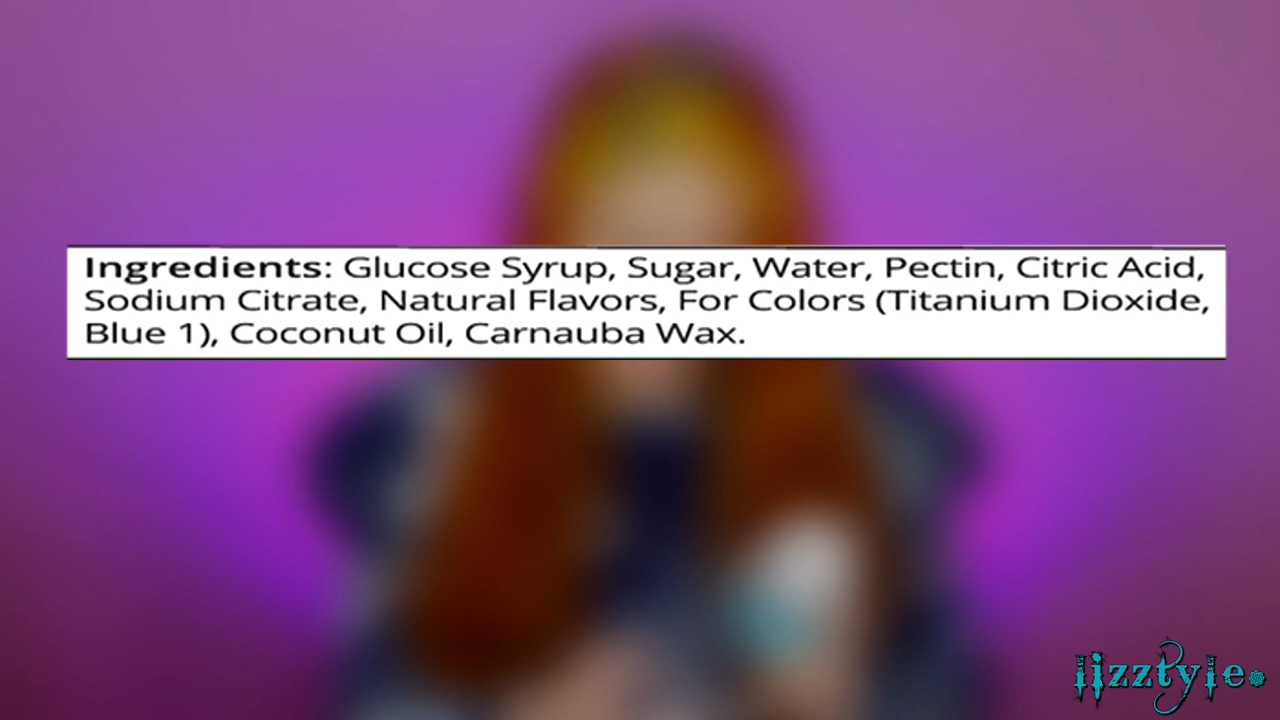 Ingredients: Glucose Syrup, Sugar, Water, Pectin, Citric Acid,
Sodium Citrate, Natural Flavors, For Colors (Titanium Dioxide,
Blue 1), Coconut Oil, Carnauba Wax.
lizztyle